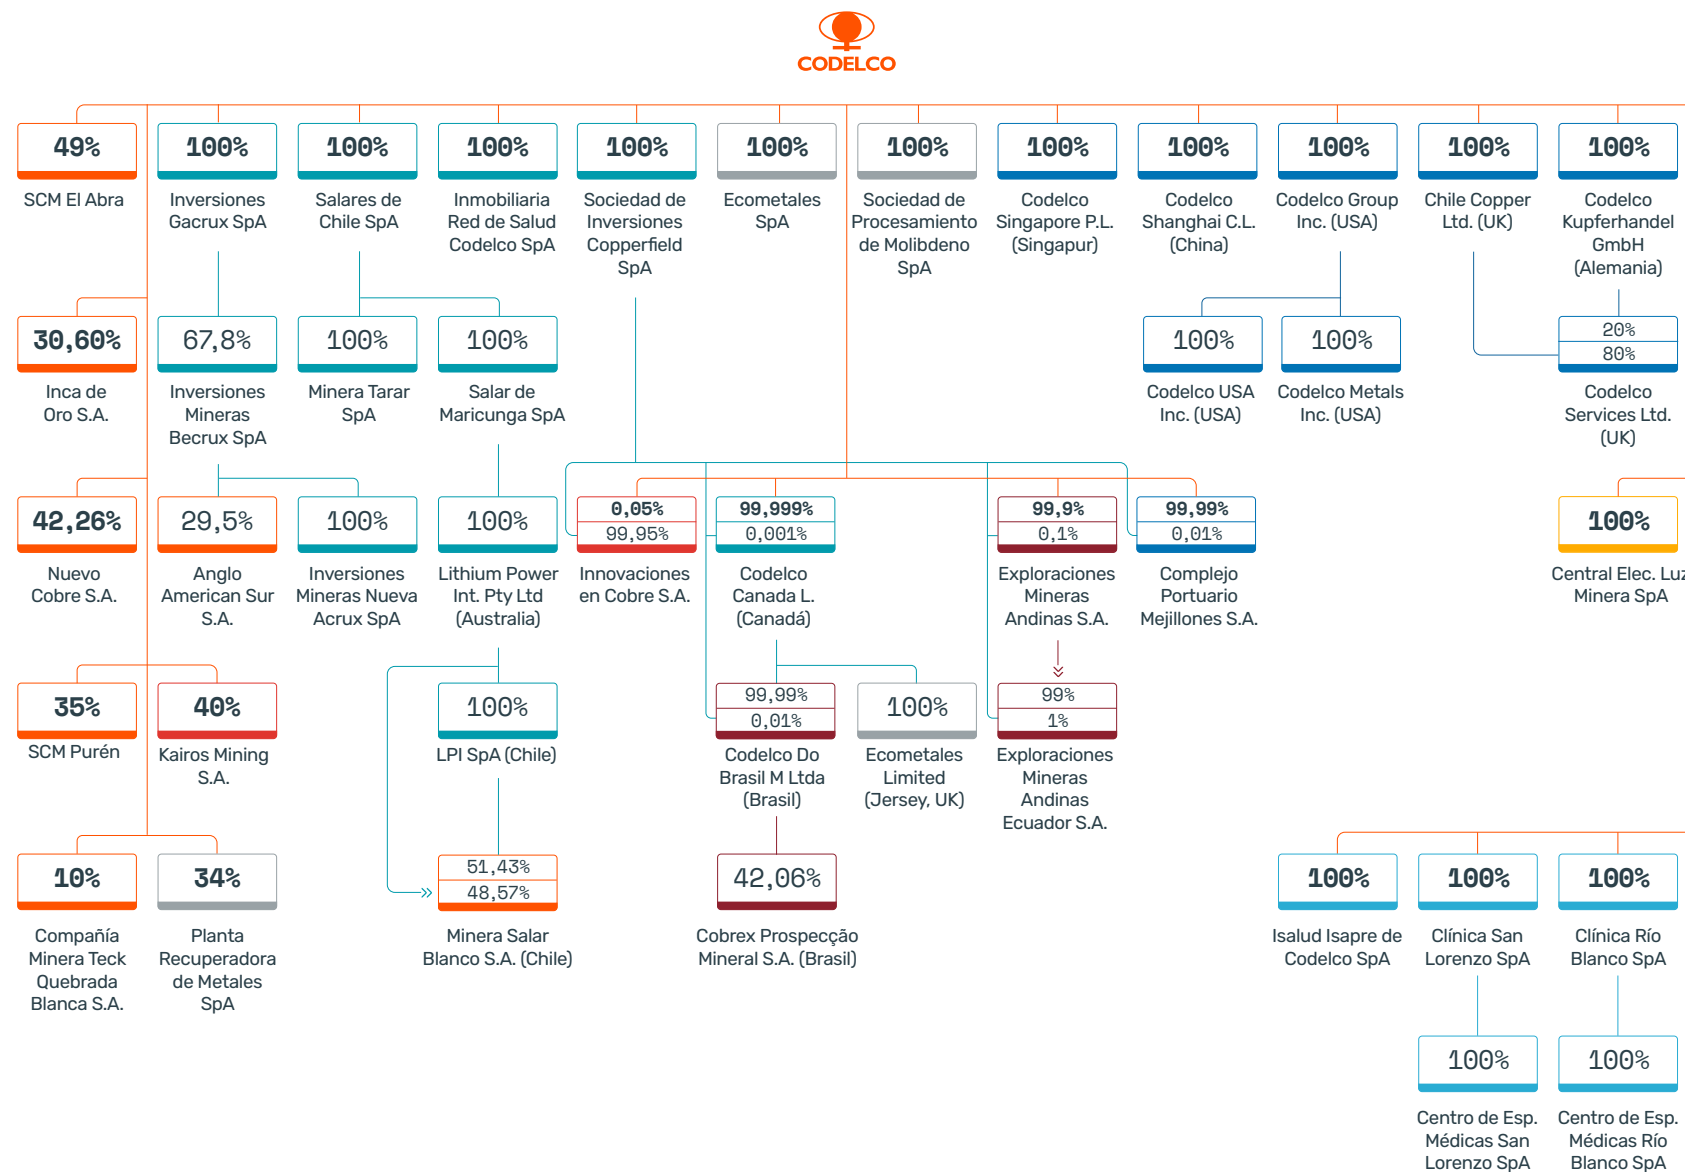 CODELCO
49%
SCM El Abra
100%
Inversiones
Gacrux SpA
100%
Salares de
Chile SpA
100%
Inmobiliaria
Red de Salud
Codelco SpA
100%
Sociedad de
Inversiones
Copperfield
SpA
100%
Ecometales
SpA
100%
Sociedad de
Procesamiento
de Molibdeno
SpA
100%
Codelco
Singapore P.L.
(Singapur)
100%
Codelco
Shanghai C.L.
(China)
100%
Codelco Group
Inc. (USA)
100%
Chile Copper
Ltd. (UK)
100%
Codelco
Kupferhandel
GmbH
(Alemania)
30,60%
Inca de
Oro S.A.
67,8%
Inversiones
Mineras
Becrux SpA
100%
Minera Tarar
SpA
100%
Salar de
Maricunga SpA
100%
Codelco USA
Inc. (USA)
100%
Codelco Metals
Inc. (USA)
20%
80%
Codelco
Services Ltd.
(UK)
42,26%
Nuevo
Cobre S.A.
29,5%
Anglo
American Sur
S.A.
100%
Inversiones
Mineras Nueva
Acrux SpA
100%
Lithium Power
Int. Pty Ltd
(Australia)
0,05%
99,95%
Innovaciones
en Cobre S.A.
99,999%
0,001%
Codelco
Canada L.
(Canadá)
99,9%
0,1%
Exploraciones
Mineras
Andinas S.A.
99,99%
0,01%
Complejo
Portuario
Mejillones S.A.
100%
Central Elec. Luz
Minera SpA
35%
SCM Purén
40%
Kairos Mining
S.A.
100%
LPI SpA (Chile)
99,99%
0,01%
Codelco Do
Brasil M Ltda
(Brasil)
100%
Ecometales
Limited
(Jersey, UK)
99%
1%
Exploraciones
Mineras
Andinas
Ecuador S.A.
10%
Compañía
Minera Teck
Quebrada
Blanca S.A.
34%
Planta
Recuperadora
de Metales
SpA
51,43%
48,57%
Minera Salar
Blanco S.A. (Chile)
42,06%
Cobrex Prospecção
Mineral S.A. (Brasil)
100%
Isalud Isapre de
Codelco SpA
100%
Clínica San
Lorenzo SpA
100%
Clínica Río
Blanco SpA
100%
Centro de Esp.
Médicas San
Lorenzo SpA
100%
Centro de Esp.
Médicas Río
Blanco SpA